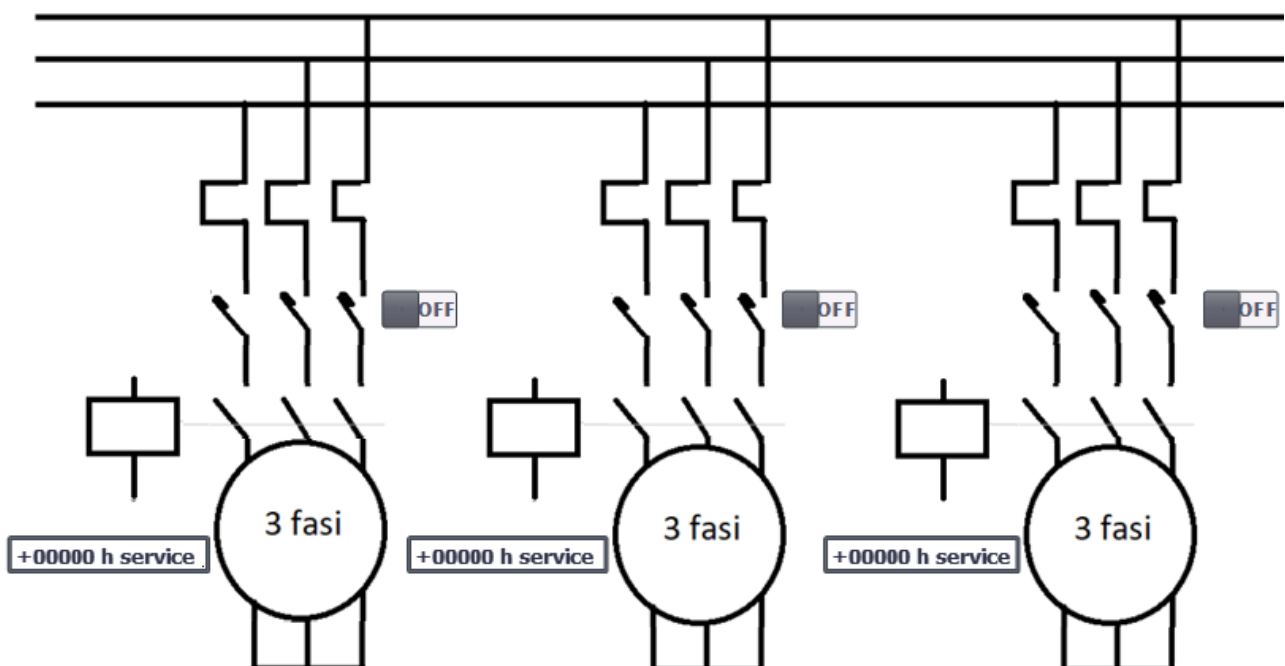 OFF
OFF
OFF
3 fasi
3 fasi
3 fasi
+00000 h service
+00000 h service
+00000 h service